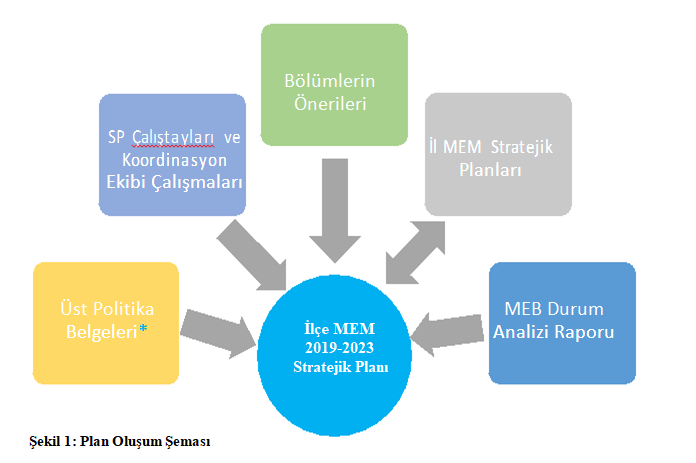 Bölümlerin
Önerileri
SP Çalıştayları ve
Koordinasyon
Ekibi Çalışmaları
İl MEM Stratejik
Planları
Üst Politika
Belgeleri*
MEB Durum
Analizi Raporu
İlçe MEM
2019-2023
Stratejik Planı
Şekil 1: Plan Oluşum Şeması